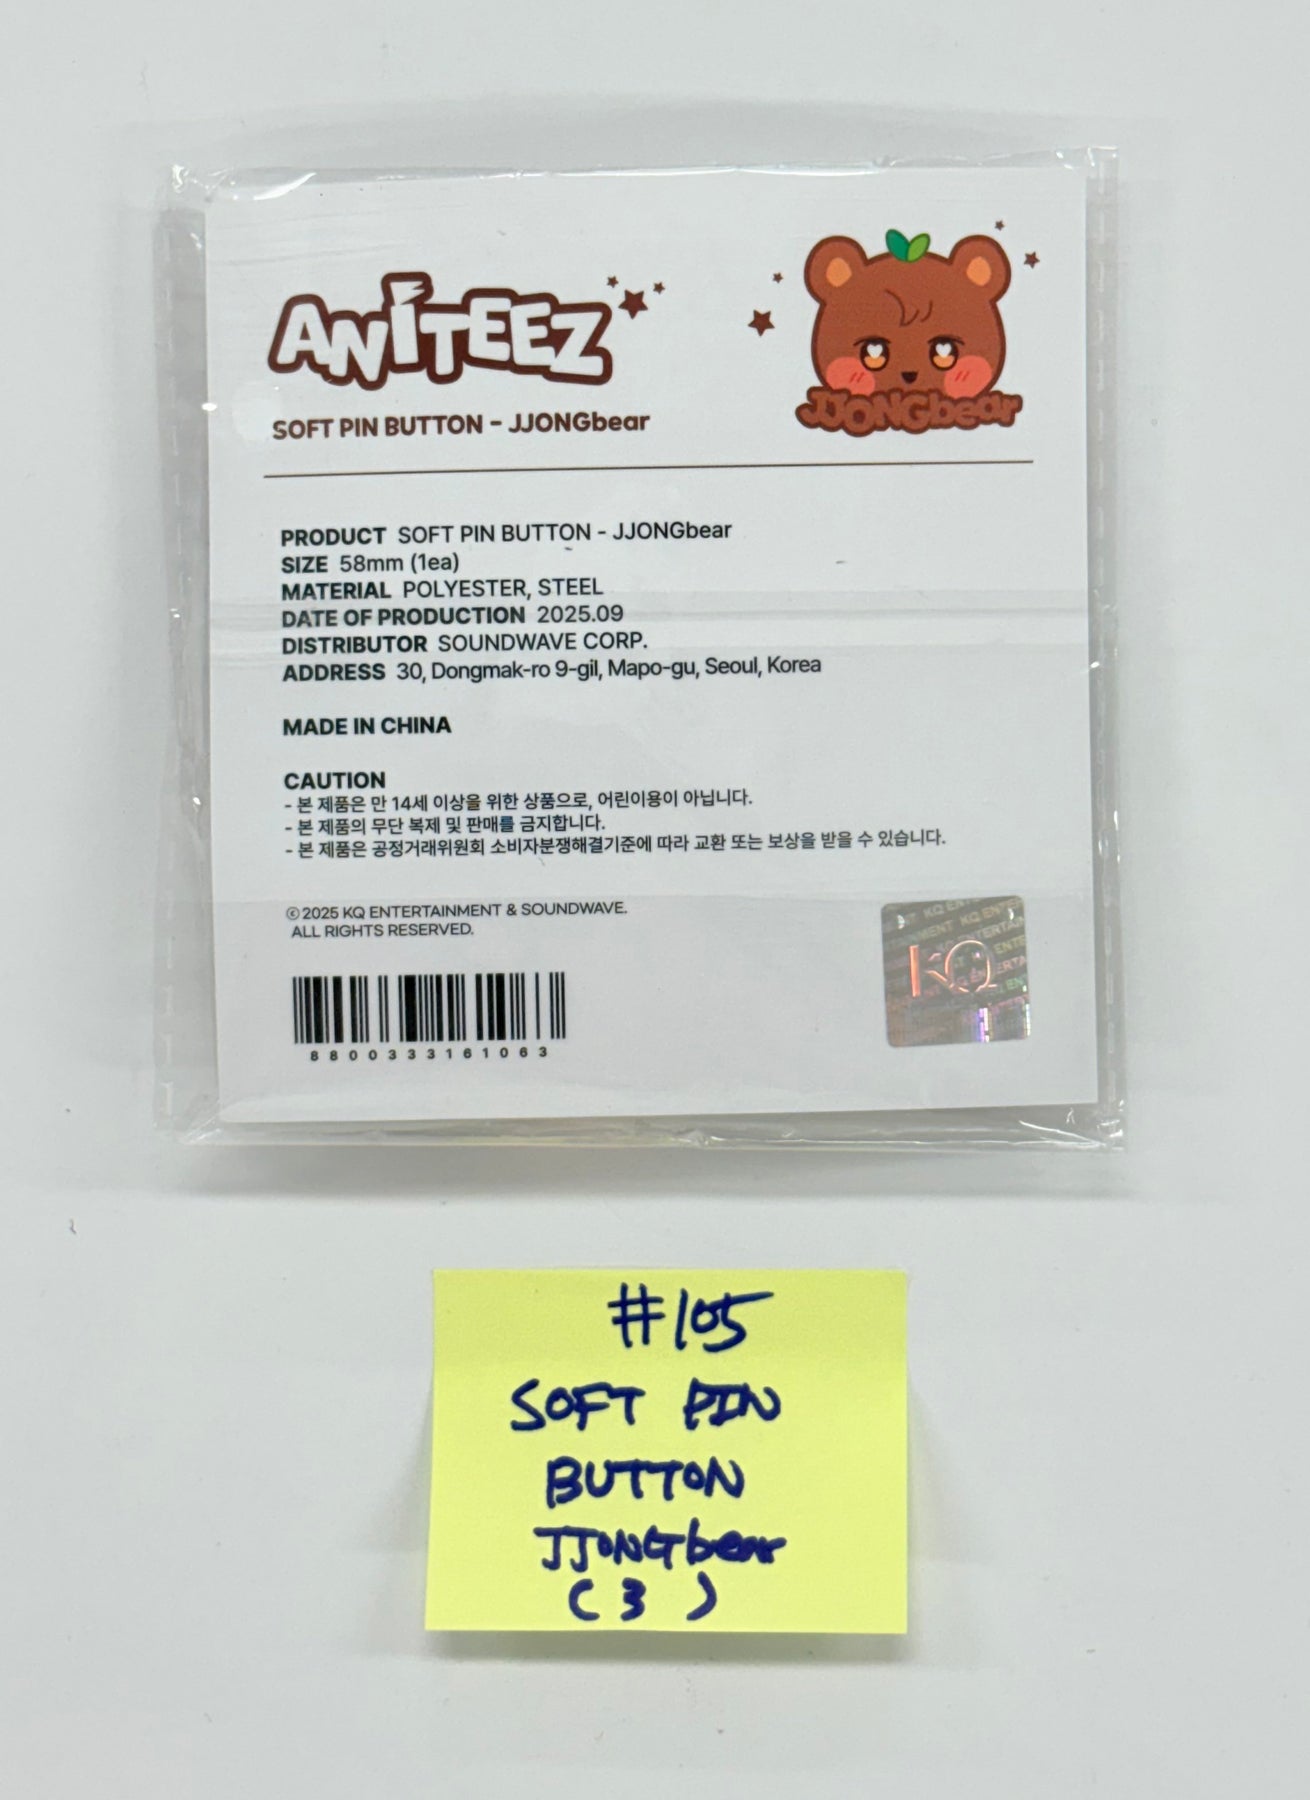 ANITEEZ
SOFT PIN BUTTON - JJONGbear
JJONGbear
PRODUCT SOFT PIN BUTTON - JJONGbear
SIZE 58mm (1ea)
MATERIAL POLYESTER, STEEL
DATE OF PRODUCTION 2025.09
DISTRIBUTOR SOUNDWAVE CORP.
ADDRESS 30, Dongmak-ro 9-gil, Mapo-gu, Seoul, Korea
MADE IN CHINA
CAUTION
- 본 제품은 만 14세 이상을 위한 상품으로, 어린이용이 아닙니다.
- 본 제품의 무단 복제 및 판매를 금지합니다.
- 본 제품은 공정거래위원회 소비자분쟁해결기준에 따라 교환 또는 보상을 받을 수 있습니다.
ⓒ 2025 KQ ENTERTAINMENT & SOUNDWAVE.
ALL RIGHTS RESERVED.
8800333161063
KQ
#105
SOFT PIN
BUTTON
JJONGbear
( 3 )